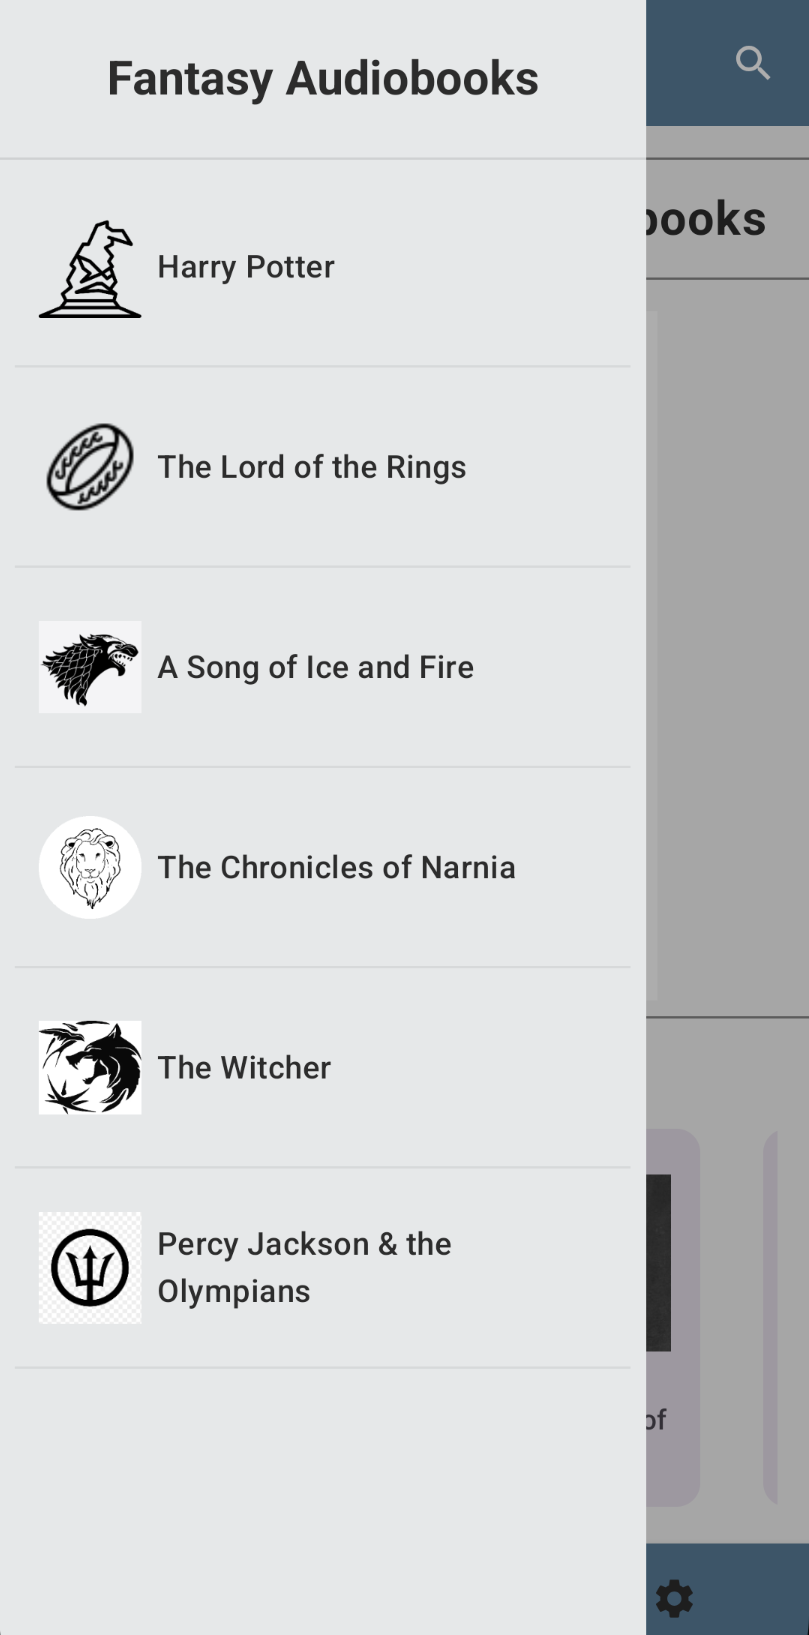 Fantasy Audiobooks
books
Harry Potter
The Lord of the Rings
A Song of Ice and Fire
The Chronicles of Narnia
The Witcher
Percy Jackson & the
Olympians
of